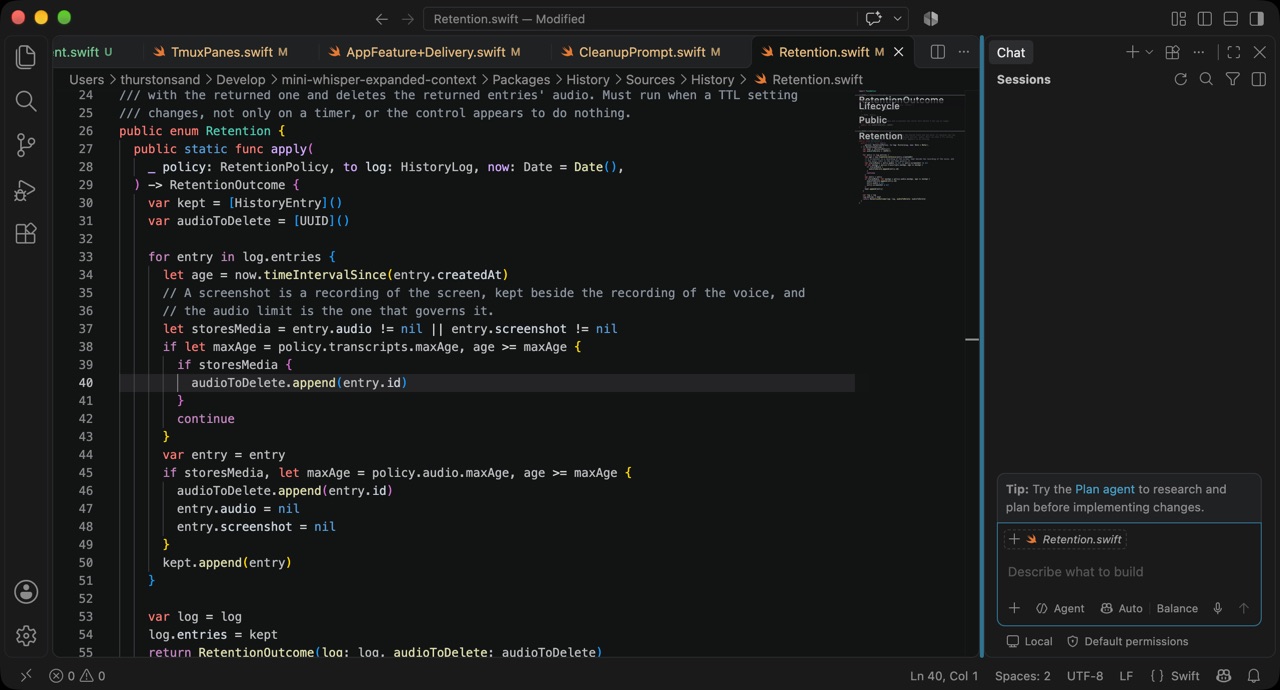 Retention.swift — Modified
nt.swift U
TmuxPanes.swift M
AppFeature+Delivery.swift M
CleanupPrompt.swift M
Retention.swift M
Users > thurstonsand > Develop > mini-whisper-expanded-context > Packages > History > Sources > History > Retention.swift
24 /// with the returned one and deletes the returned entries' audio. Must run when a TTL setting
25 /// changes, not only on a timer, or the control appears to do nothing.
26 public enum Retention {
27 public static func apply(
28 _ policy: RetentionPolicy, to log: HistoryLog, now: Date = Date(),
29 ) -> RetentionOutcome {
30 var kept = [HistoryEntry]()
31 var audioToDelete = [UUID]()
32
33 for entry in log.entries {
34 let age = now.timeIntervalSince(entry.createdAt)
35 // A screenshot is a recording of the screen, kept beside the recording of the voice, and
36 // the audio limit is the one that governs it.
37 let storesMedia = entry.audio != nil || entry.screenshot != nil
38 if let maxAge = policy.transcripts.maxAge, age >= maxAge {
39 if storesMedia {
40 audioToDelete.append(entry.id)
41 }
42 continue
43 }
44 var entry = entry
45 if storesMedia, let maxAge = policy.audio.maxAge, age >= maxAge {
46 audioToDelete.append(entry.id)
47 entry.audio = nil
48 entry.screenshot = nil
49 }
50 kept.append(entry)
51 }
52
53 var log = log
54 log.entries = kept
55 return RetentionOutcome(log: log, audioToDelete: audioToDelete)
RetentionOutcome
Lifecycle
Public
Retention
Chat
Sessions
Tip: Try the Plan agent to research and
plan before implementing changes.
Retention.swift
Describe what to build
Agent
Auto
Balance
Local
Default permissions
0
0
Ln 40, Col 1
Spaces: 2
UTF-8
LF
{ } Swift